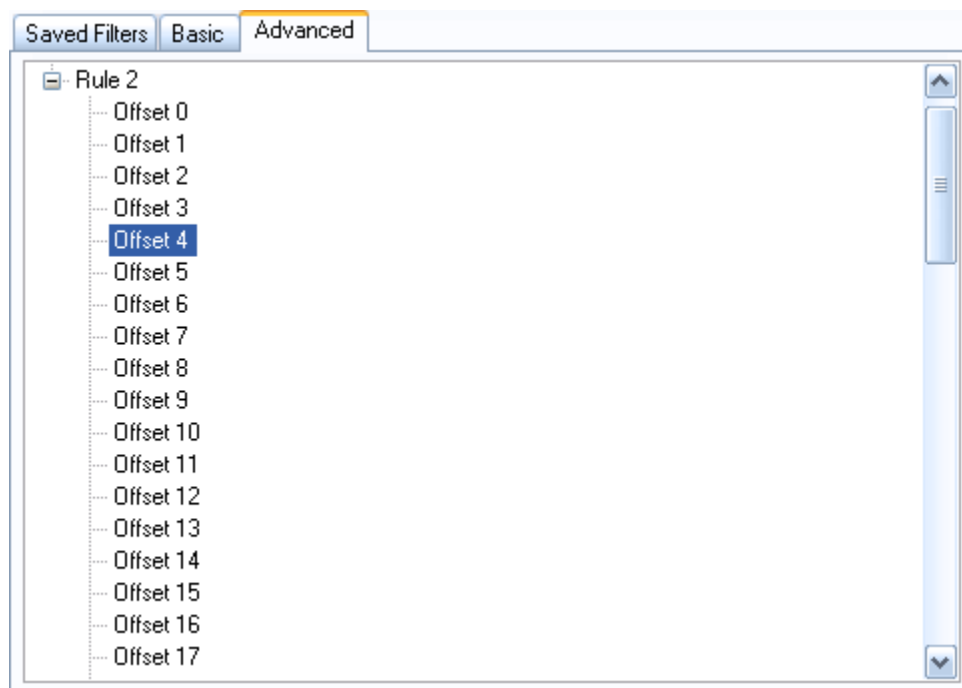 Saved Filters Basic Advanced
Rule 2
Offset 0
Offset 1
Offset 2
Offset 3
Offset 4
Offset 5
Offset 6
Offset 7
Offset 8
Offset 9
Offset 10
Offset 11
Offset 12
Offset 13
Offset 14
Offset 15
Offset 16
Offset 17